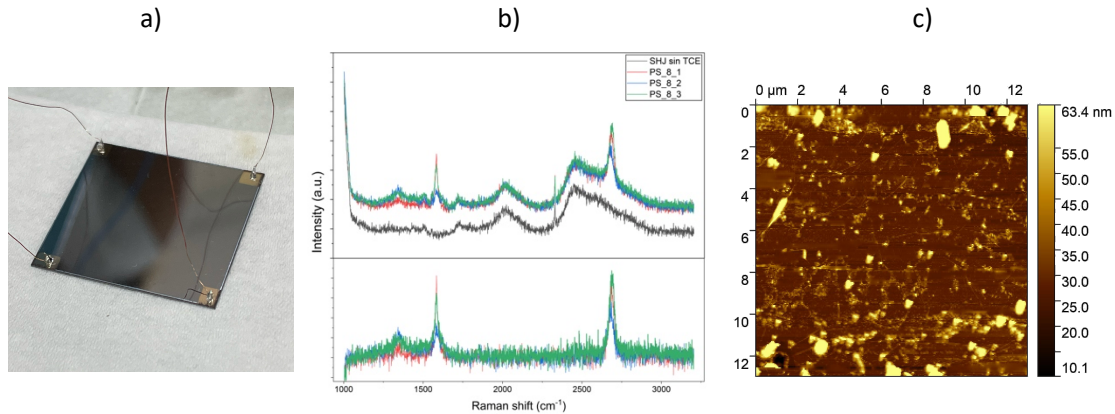 a)
b)
c)
SHJ sin TCE
PS_8_1
PS_8_2
PS_8_3
Intensity (a.u.)
1000 1500 2000 2500 3000
Raman shift (cm⁻¹)
0 µm 2 4 6 8 10 12
0
2
4
6
8
10
12
63.4 nm
55.0
50.0
45.0
40.0
35.0
30.0
25.0
20.0
10.1